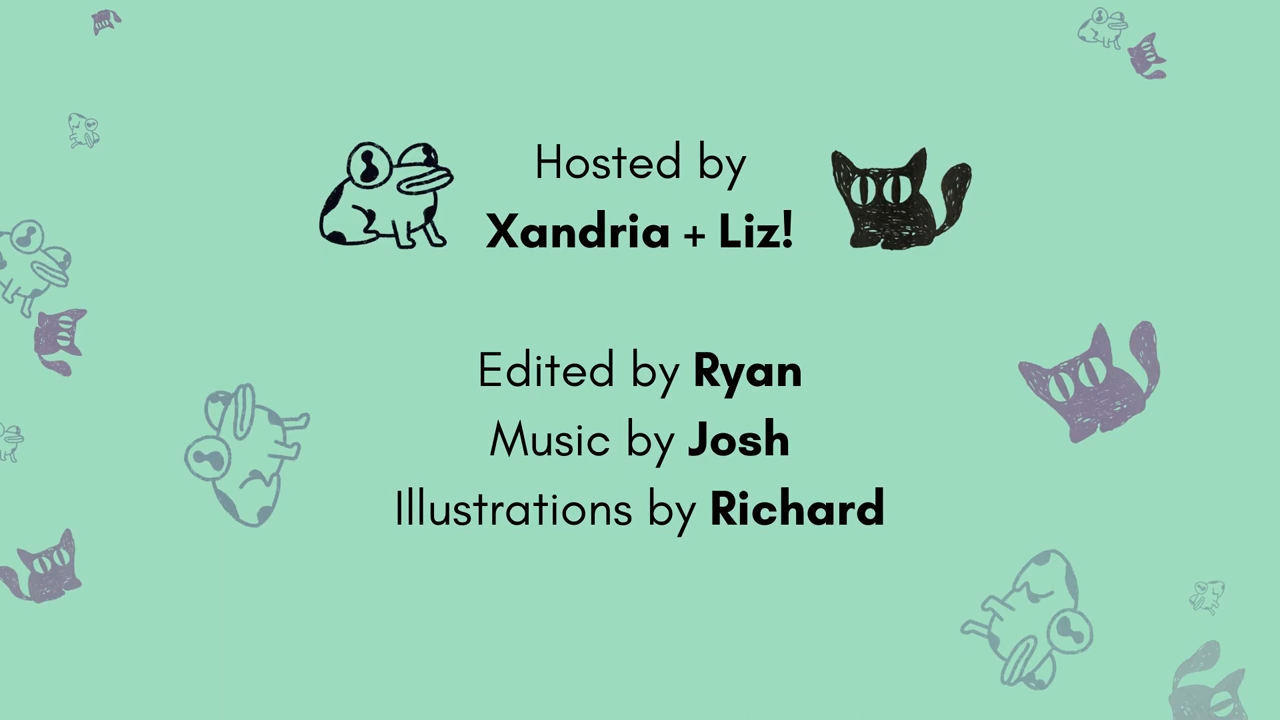 Hosted by
Xandria + Liz!
Edited by Ryan
Music by Josh
Illustrations by Richard